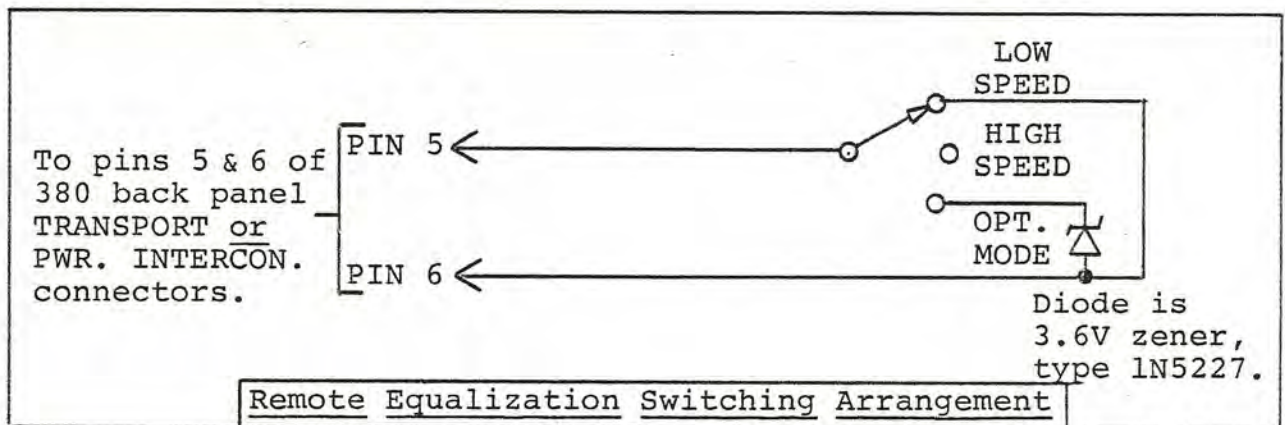 LOW
SPEED
HIGH
SPEED
OPT.
MODE
PIN 5
PIN 6
To pins 5 & 6 of
380 back panel
TRANSPORT or
PWR. INTERCON.
connectors.
Diode is
3.6V zener,
type 1N5227.
Remote Equalization Switching Arrangement